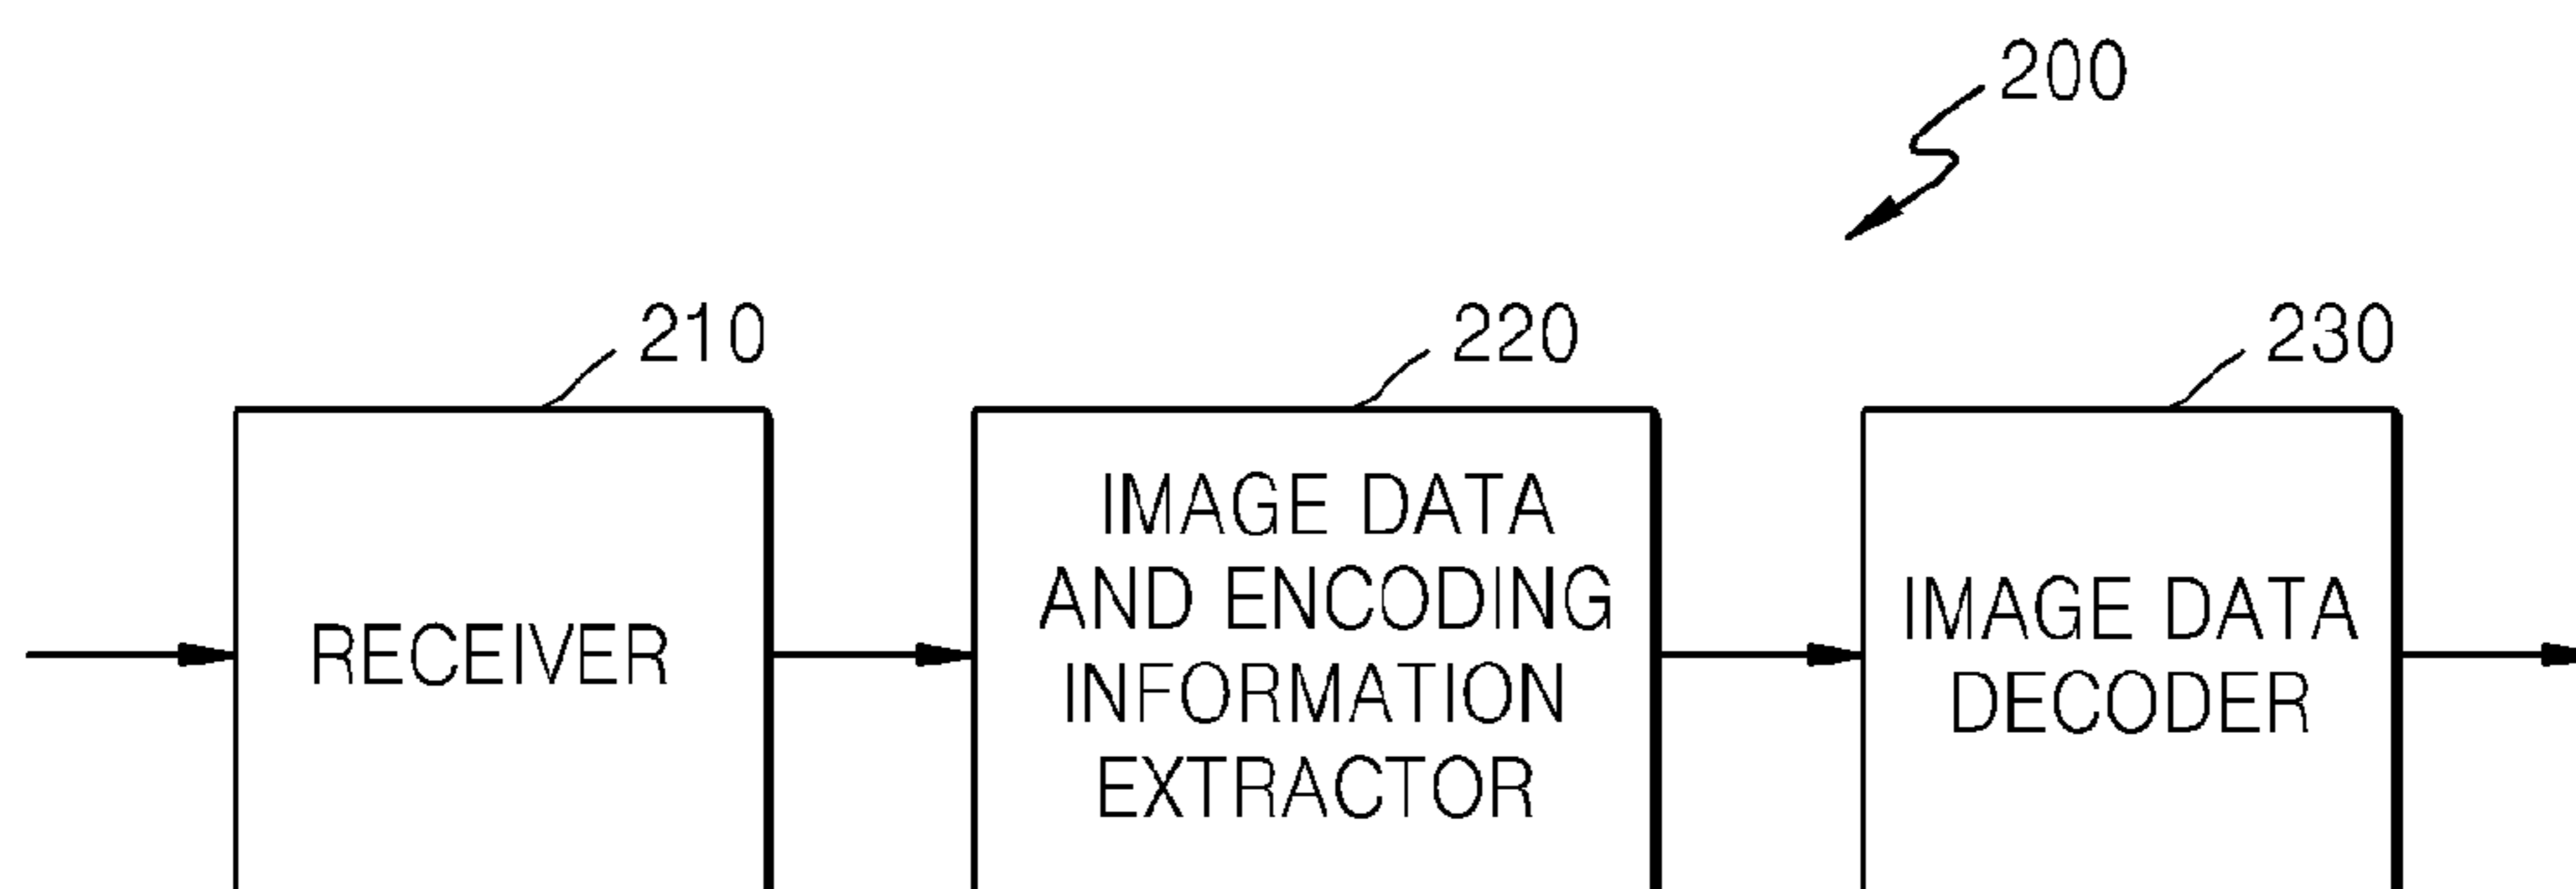 200
210
220
230
RECEIVER
IMAGE DATA
AND ENCODING
INFORMATION
EXTRACTOR
IMAGE DATA
DECODER